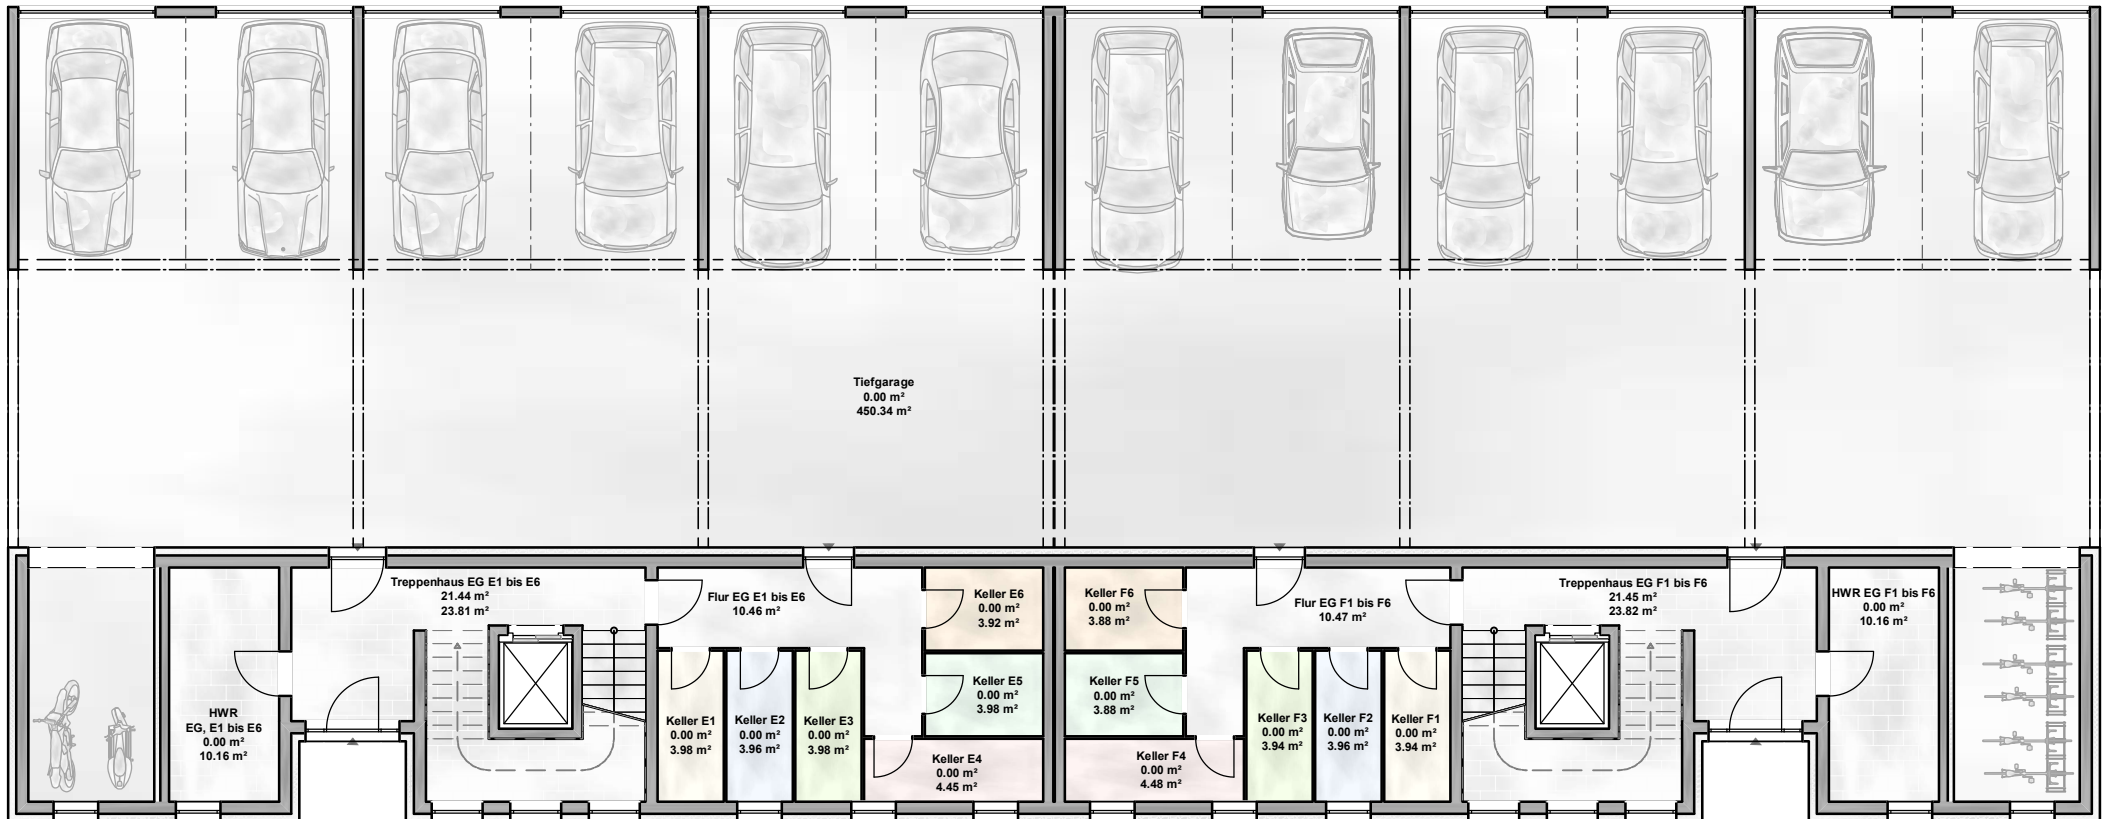 Tiefgarage
0.00 m²
450.34 m²
Treppenhaus EG E1 bis E6
21.44 m²
23.81 m²
Flur EG E1 bis E6
10.46 m²
Keller E6
0.00 m²
3.92 m²
Keller F6
0.00 m²
3.88 m²
Flur EG F1 bis F6
10.47 m²
Treppenhaus EG F1 bis F6
21.45 m²
23.82 m²
HWR EG F1 bis F6
0.00 m²
10.16 m²
Keller E5
0.00 m²
3.98 m²
Keller F5
0.00 m²
3.88 m²
HWR
EG, E1 bis E6
0.00 m²
10.16 m²
Keller E1
0.00 m²
3.98 m²
Keller E2
0.00 m²
3.96 m²
Keller E3
0.00 m²
3.98 m²
Keller E4
0.00 m²
4.45 m²
Keller F4
0.00 m²
4.48 m²
Keller F3
0.00 m²
3.94 m²
Keller F2
0.00 m²
3.96 m²
Keller F1
0.00 m²
3.94 m²